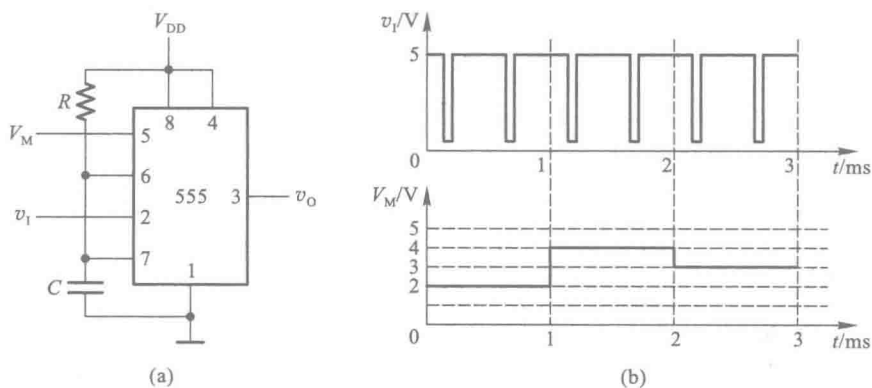 V_DD
R
8 4
V_M 5
6
555 3 v_O
v_I 2
7
1
C
(a)
v_I/V
5
0 1 2 3 t/ms
V_M/V
5
4
3
2
0 1 2 3 t/ms
(b)